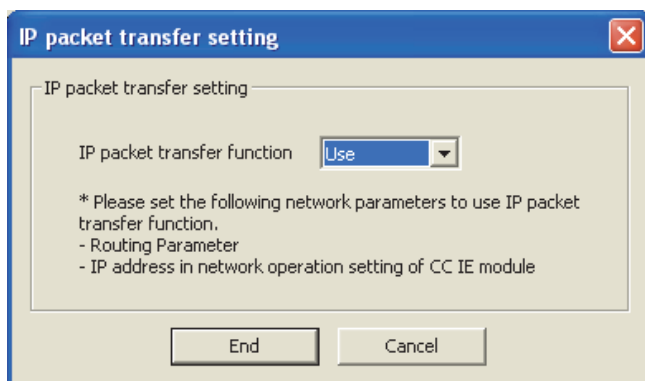 IP packet transfer setting
IP packet transfer setting
IP packet transfer function Use
* Please set the following network parameters to use IP packet
transfer function.
- Routing Parameter
- IP address in network operation setting of CC IE module
End Cancel